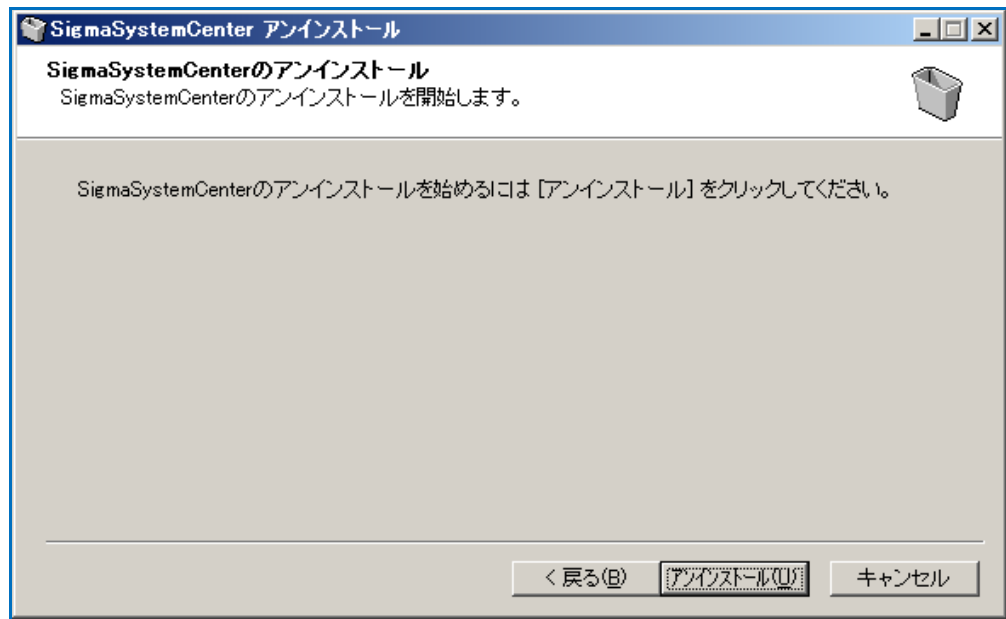 SigmaSystemCenter アンインストール
SigmaSystemCenterのアンインストール
SigmaSystemCenterのアンインストールを開始します。
SigmaSystemCenterのアンインストールを始めるには [アンインストール] をクリックしてください。
< 戻る(B) アンインストール(U) キャンセル